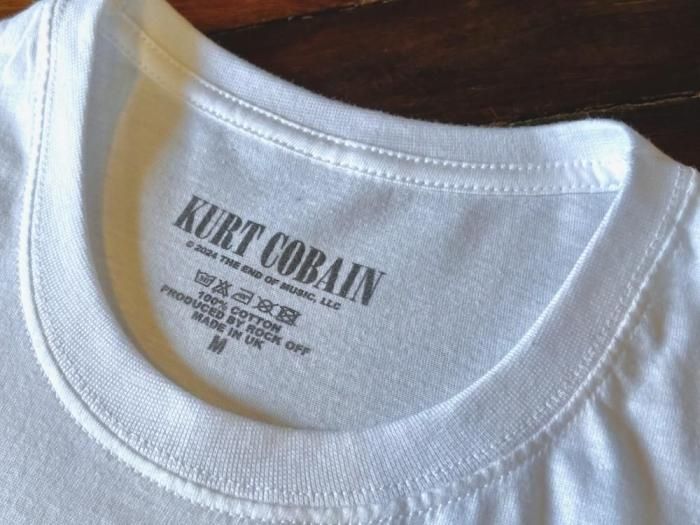 KURT COBAIN
© 2024 THE END OF MUSIC, LLC
100% COTTON
PRODUCED BY ROCK OFF
MADE IN UK
M